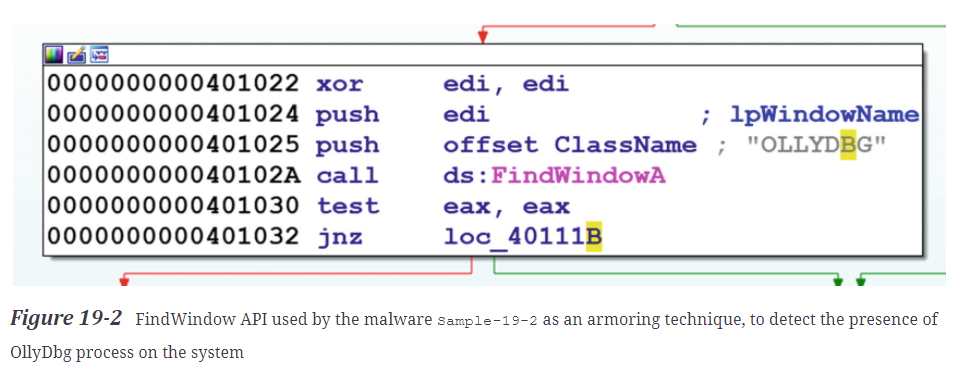 0000000000401022 xor edi, edi
0000000000401024 push edi ; lpWindowName
0000000000401025 push offset ClassName ; "OLLYDBG"
000000000040102A call ds:FindWindowA
0000000000401030 test eax, eax
0000000000401032 jnz loc_40111B
Figure 19-2 FindWindow API used by the malware Sample-19-2 as an armoring technique, to detect the presence of
OllyDbg process on the system